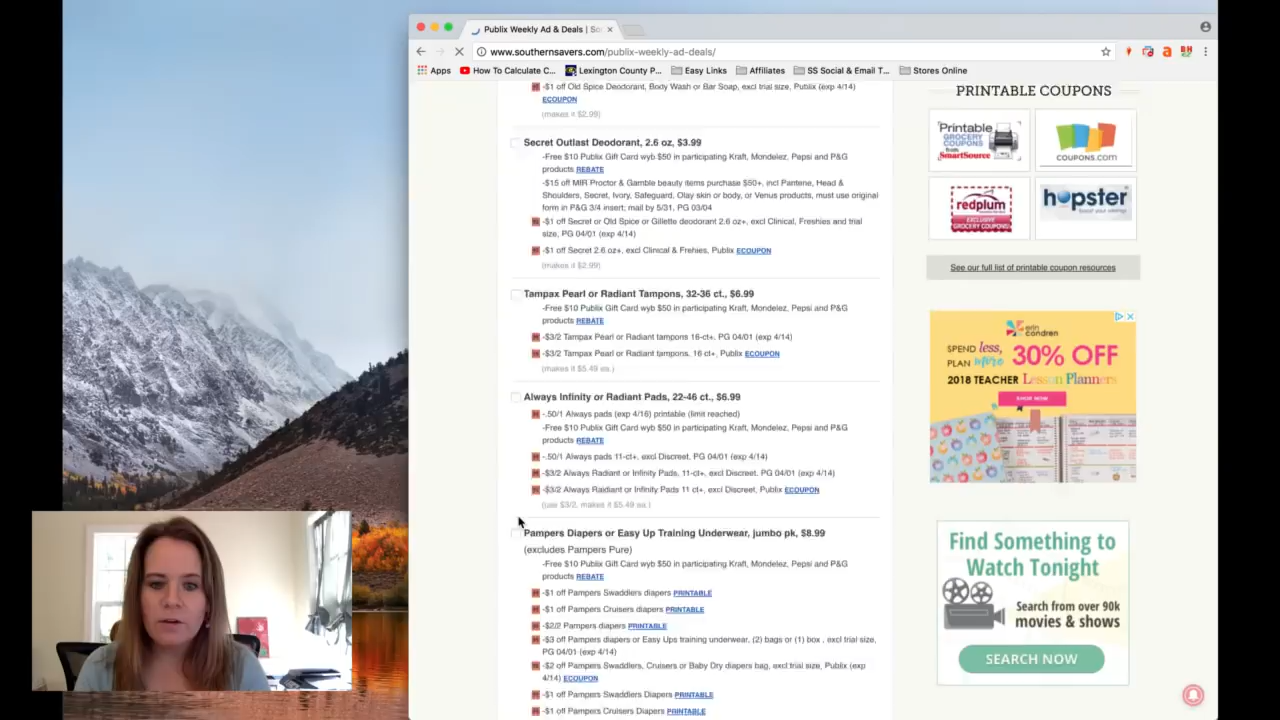 Publix Weekly Ad & Deals | So
www.southernsavers.com/publix-weekly-ad-deals/
Apps
How To Calculate C...
Lexington County P...
Easy Links
Affiliates
SS Social & Email T...
Stores Online
-$1 off Old Spice Deodorant, Body Wash or Bar Soap, excl trial size, Publix (exp 4/14)
ECOUPON
(makes it $2.99)
Secret Outlast Deodorant, 2.6 oz, $3.99
-Free $10 Publix Gift Card wyb $50 in participating Kraft, Mondelez, Pepsi and P&G
products REBATE
-$15 off MIR Proctor & Gamble beauty items purchase $50+, incl Pantene, Head &
Shoulders, Secret, Ivory, Safeguard, Olay skin or body, or Venus products, must use original
form in P&G 3/4 insert; mail by 5/31, PG 03/04
-$1 off Secret or Old Spice or Gillette deodorant 2.6 oz+, excl Clinical, Freshies and trial
size, PG 04/01 (exp 4/14)
-$1 off Secret 2.6 oz+, excl Clinical & Frehies, Publix ECOUPON
(makes it $2.99)
Tampax Pearl or Radiant Tampons, 32-36 ct., $6.99
-Free $10 Publix Gift Card wyb $50 in participating Kraft, Mondelez, Pepsi and P&G
products REBATE
-$3/2 Tampax Pearl or Radiant tampons 16-ct+, PG 04/01 (exp 4/14)
-$3/2 Tampax Pearl or Radiant tampons, 16 ct+, Publix ECOUPON
(makes it $5.49 ea.)
Always Infinity or Radiant Pads, 22-46 ct., $6.99
-.50/1 Always pads (exp 4/16) printable (limit reached)
-Free $10 Publix Gift Card wyb $50 in participating Kraft, Mondelez, Pepsi and P&G
products REBATE
-.50/1 Always pads 11-ct+, excl Discreet, PG 04/01 (exp 4/14)
-$3/2 Always Radiant or Infinity Pads, 11-ct+, excl Discreet, PG 04/01 (exp 4/14)
-$3/2 Always Raidiant or Infinity Pads 11 ct+, excl Discreet, Publix ECOUPON
(use $3/2, makes it $5.49 ea.)
Pampers Diapers or Easy Up Training Underwear, jumbo pk, $8.99
(excludes Pampers Pure)
-Free $10 Publix Gift Card wyb $50 in participating Kraft, Mondelez, Pepsi and P&G
products REBATE
-$1 off Pampers Swaddlers diapers PRINTABLE
-$1 off Pampers Cruisers diapers PRINTABLE
-$2/2 Pampers diapers PRINTABLE
-$3 off Pampers diapers or Easy Ups training underwear, (2) bags or (1) box , excl trial size,
PG 04/01 (exp 4/14)
-$2 off Pampers Swaddlers, Cruisers or Baby Dry diapers bag, excl trial size, Publix (exp
4/14) ECOUPON
-$1 off Pampers Swaddlers Diapers PRINTABLE
-$1 off Pampers Cruisers Diapers PRINTABLE
PRINTABLE COUPONS
Printable
GROCERY COUPONS
from
SmartSource
COUPONS.com
redplum
EXCLUSIVE
GROCERY COUPONS
hopster
Boost your Savings!
See our full list of printable coupon resources
erin
condren
SPEND less,
PLAN more
30% OFF
2018 TEACHER Lesson Planners
SHOP NOW
Find Something to
Watch Tonight
Search from over 90k
movies & shows
SEARCH NOW